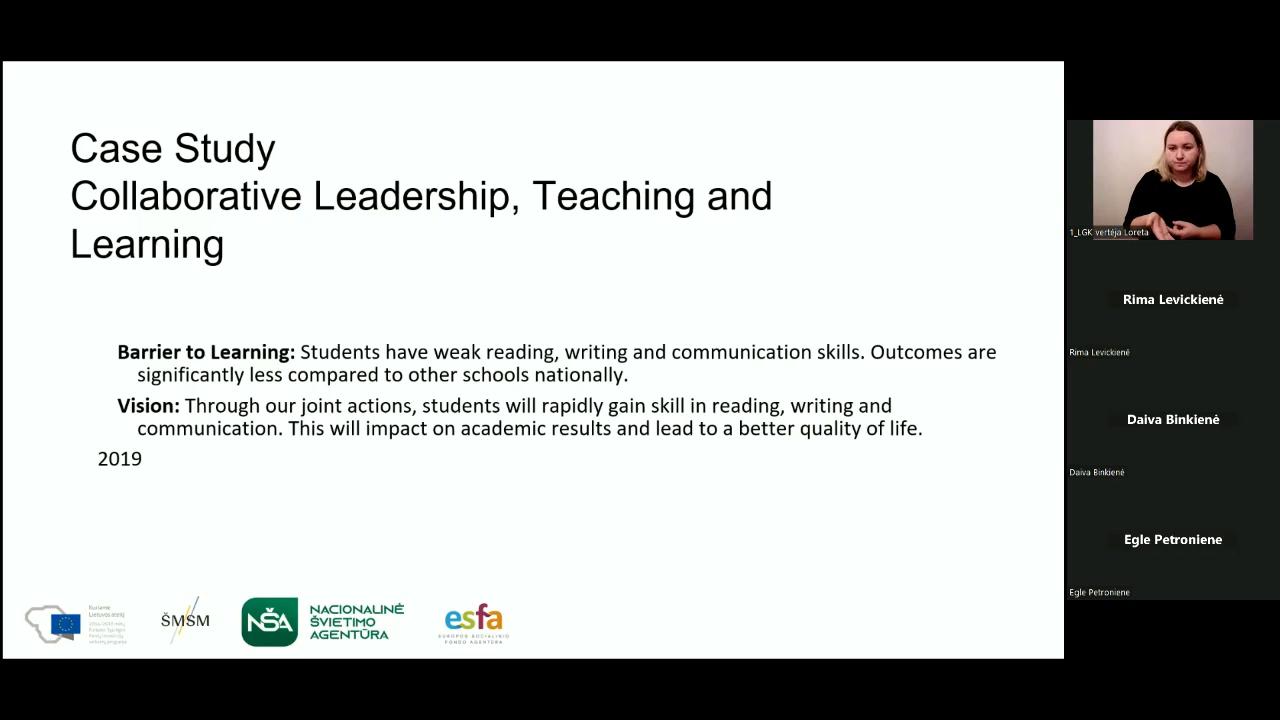 Case Study
Collaborative Leadership, Teaching and
Learning
Barrier to Learning: Students have weak reading, writing and communication skills. Outcomes are
significantly less compared to other schools nationally.
Vision: Through our joint actions, students will rapidly gain skill in reading, writing and
communication. This will impact on academic results and lead to a better quality of life.
2019
Kuriame
Lietuvos ateitį
ŠMSM
NŠA
NACIONALINĖ
ŠVIETIMO
AGENTŪRA
esfa
EUROPOS SOCIALINIO
FONDO AGENTŪRA
1_LGK vertėja Loreta
Rima Levickienė
Rima Levickienė
Daiva Binkienė
Daiva Binkienė
Egle Petroniene
Egle Petroniene